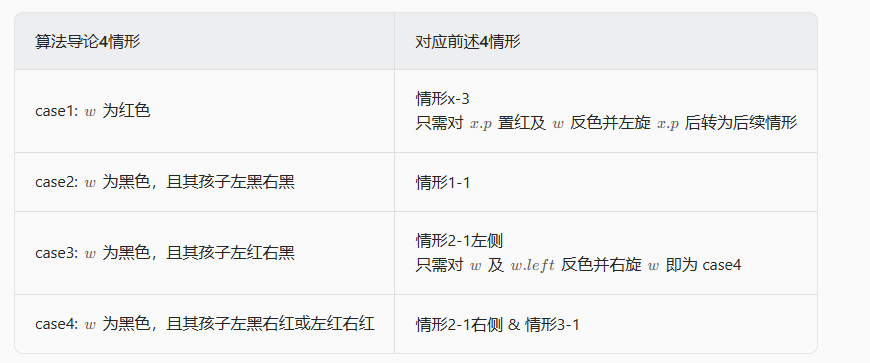 算法导论4情形
对应前述4情形
case1: w 为红色
情形x-3
只需对 x.p 置红及 w 反色并左旋 x.p 后转为后续情形
case2: w 为黑色，且其孩子左黑右黑
情形1-1
case3: w 为黑色，且其孩子左红右黑
情形2-1左侧
只需对 w 及 w.left 反色并右旋 w 即为 case4
case4: w 为黑色，且其孩子左黑右红或左红右红
情形2-1右侧 & 情形3-1